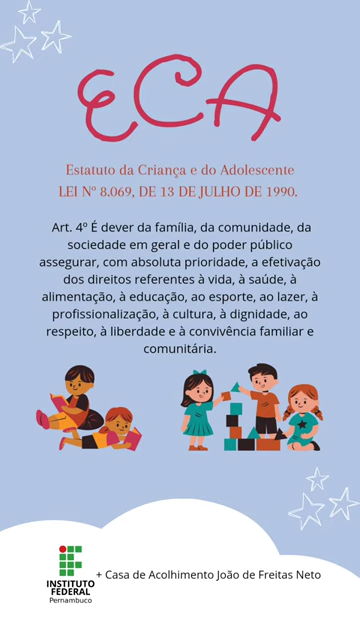 ECA
Estatuto da Criança e do Adolescente
LEI Nº 8.069, DE 13 DE JULHO DE 1990.
Art. 4º É dever da família, da comunidade, da
sociedade em geral e do poder público
assegurar, com absoluta prioridade, a efetivação
dos direitos referentes à vida, à saúde, à
alimentação, à educação, ao esporte, ao lazer, à
profissionalização, à cultura, à dignidade, ao
respeito, à liberdade e à convivência familiar e
comunitária.
INSTITUTO
FEDERAL
Pernambuco
+ Casa de Acolhimento João de Freitas Neto